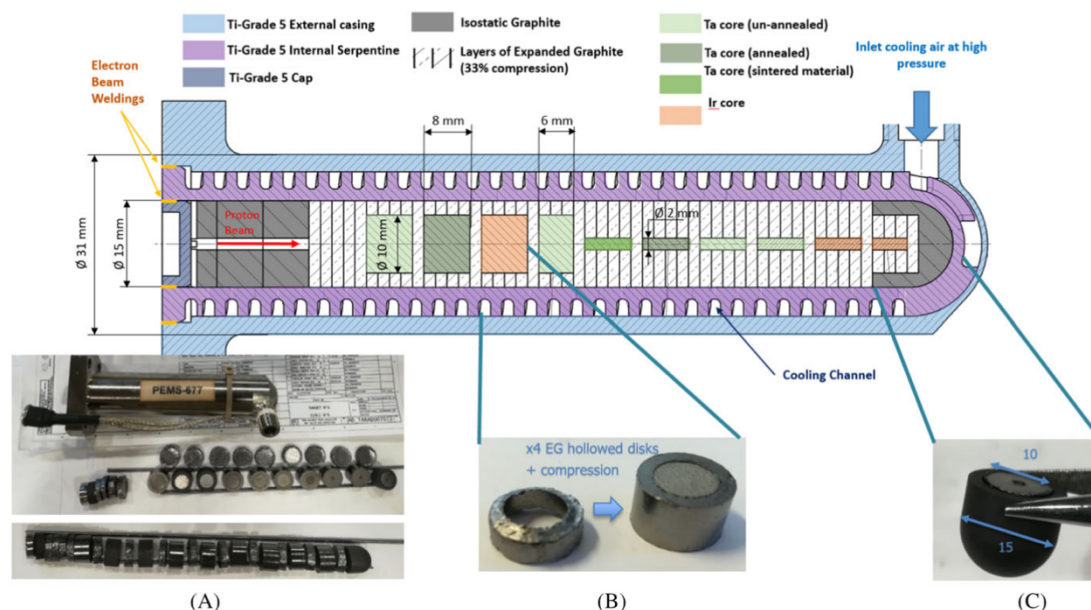 Ti-Grade 5 External casing
Ti-Grade 5 Internal Serpentine
Ti-Grade 5 Cap
Isostatic Graphite
Layers of Expanded Graphite
(33% compression)
Ta core (un-annealed)
Ta core (annealed)
Ta core (sintered material)
Ir core
Inlet cooling air at high
pressure
Electron
Beam
Weldings
8 mm
6 mm
Ø 31 mm
Ø 15 mm
Proton
Beam
Ø 10 mm
Ø 2 mm
Cooling Channel
PEMS-677
x4 EG hollowed disks
+ compression
10
15
(A)
(B)
(C)